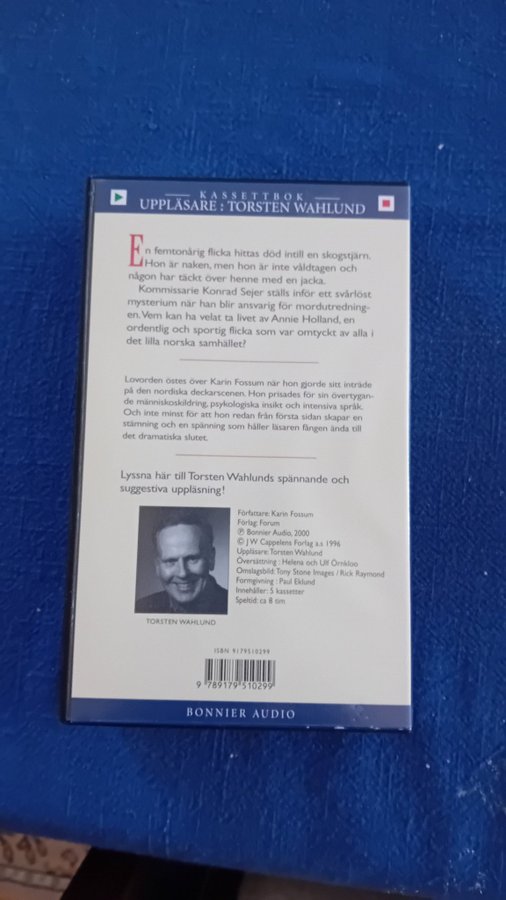 KASSETTBOK
UPPLÄSARE : TORSTEN WAHLUND
En femtonårig flicka hittas död intill en skogstjärn.
Hon är naken, men hon är inte våldtagen och
någon har täckt över henne med en jacka.
Kommissarie Konrad Sejer ställs inför ett svårlöst
mysterium när han blir ansvarig för mordutredning-
en. Vem kan ha velat ta livet av Annie Holland, en
ordentlig och sportig flicka som var omtyckt av alla i
det lilla norska samhället?
Lovorden östes över Karin Fossum när hon gjorde sitt inträde
på den nordiska deckarscenen. Hon prisades för sin övertygan-
de människoskildring, psykologiska insikt och intensiva språk.
Och inte minst för att hon redan från första sidan skapar en
stämning och en spänning som håller läsaren fången ända till
det dramatiska slutet.
Lyssna här till Torsten Wahlunds spännande och
suggestiva uppläsning!
Författare: Karin Fossum
Förlag: Forum
Ⓟ Bonnier Audio, 2000
© J W Cappelens Forlag a.s 1996
Uppläsare: Torsten Wahlund
Översättning : Helena och Ulf Örnkloo
Omslagsbild: Tony Stone Images / Rick Raymond
Formgivning : Paul Eklund
Innehåller: 5 kassetter
Speltid: ca 8 tim
TORSTEN WAHLUND
ISBN 9179510299
9 789179 510299
BONNIER AUDIO